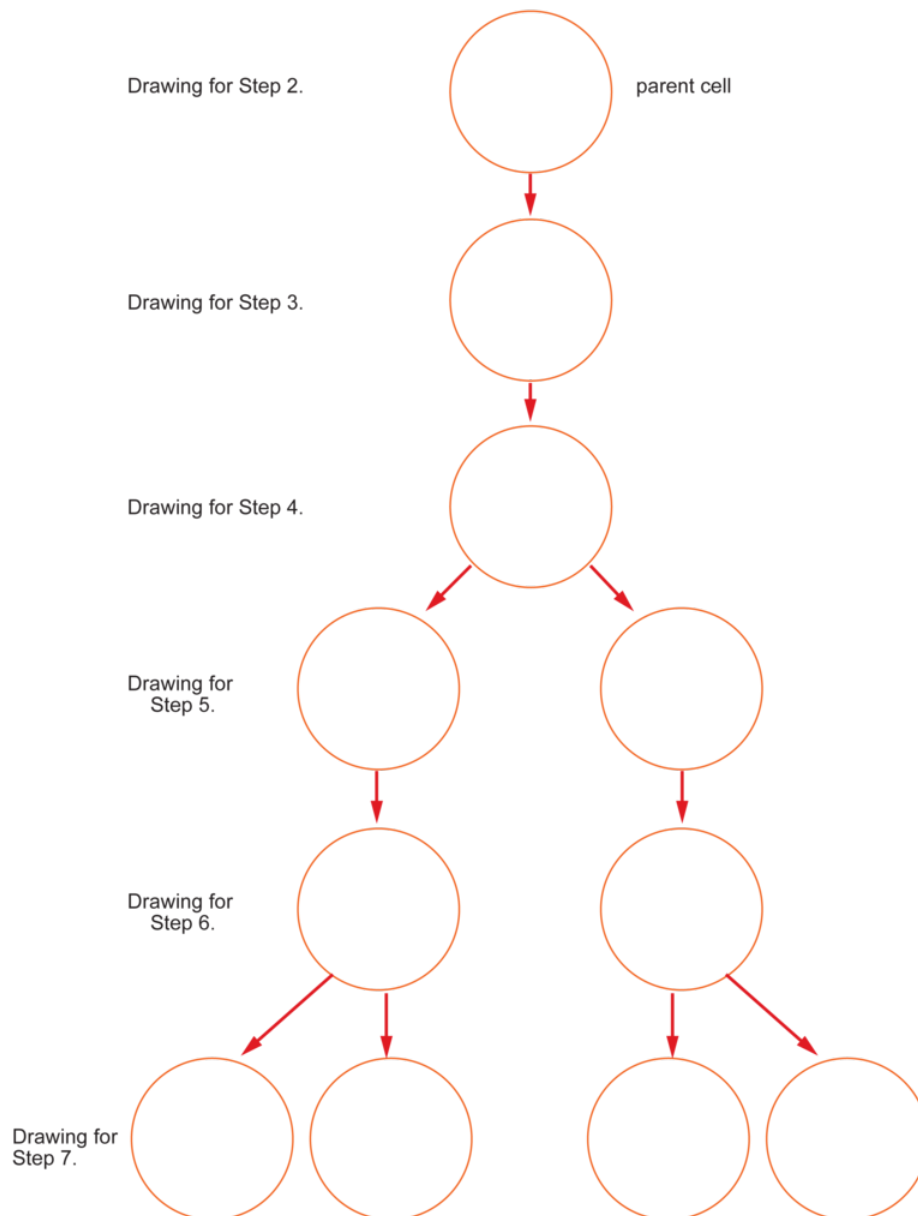 Drawing for Step 2.
parent cell
Drawing for Step 3.
Drawing for Step 4.
Drawing for
Step 5.
Drawing for
Step 6.
Drawing for
Step 7.